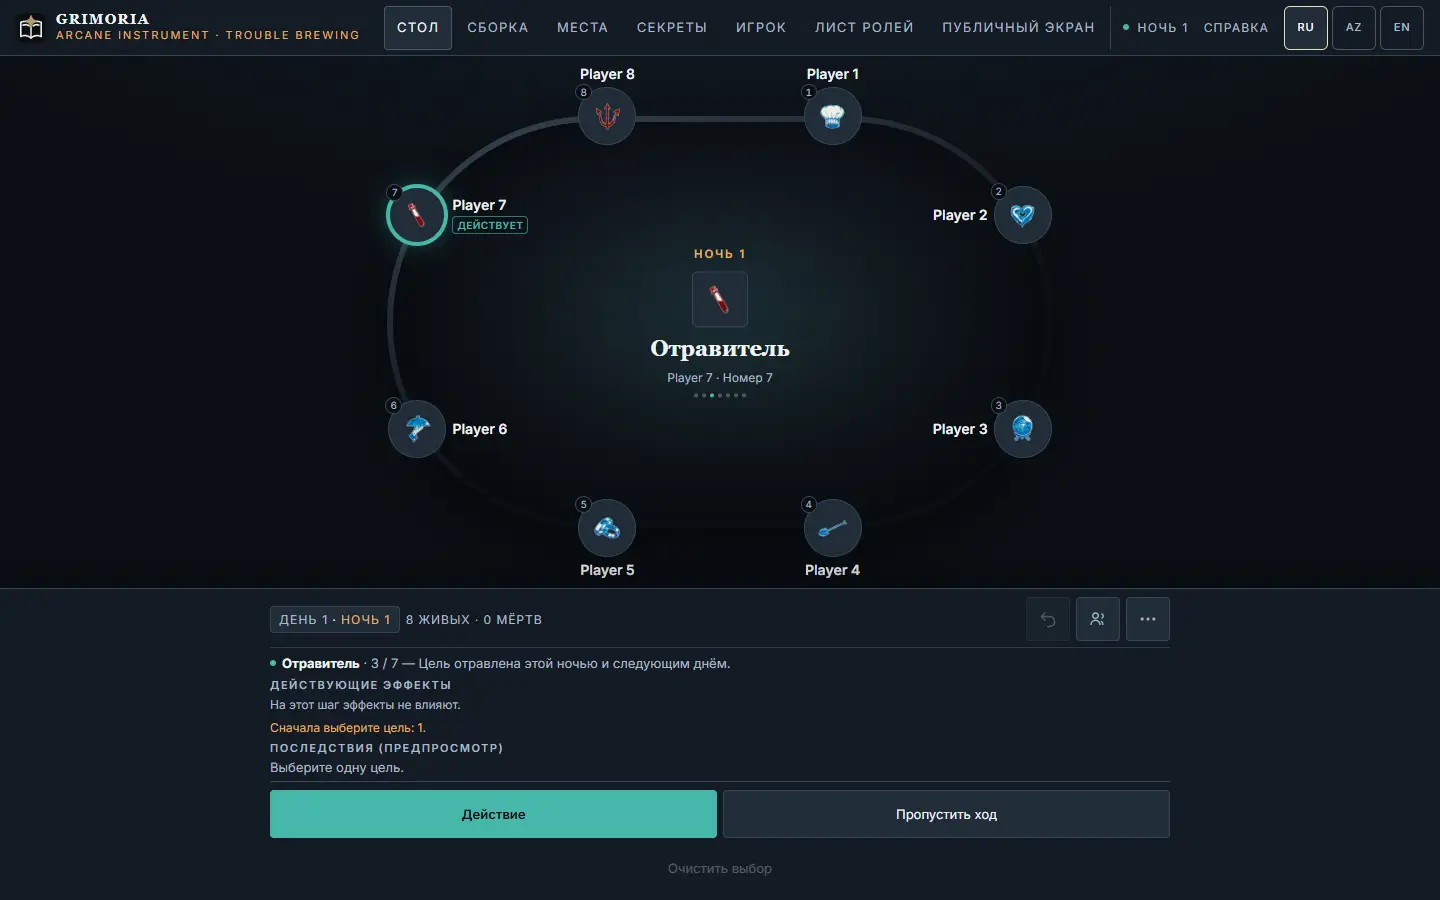 GRIMORIA
ARCANE INSTRUMENT · TROUBLE BREWING
СТОЛ СБОРКА МЕСТА СЕКРЕТЫ ИГРОК ЛИСТ РОЛЕЙ ПУБЛИЧНЫЙ ЭКРАН НОЧЬ 1 СПРАВКА RU AZ EN
Player 8
8
Player 1
1
7
Player 7
ДЕЙСТВУЕТ
2
Player 2
НОЧЬ 1
Отравитель
Player 7 · Номер 7
6
Player 6
3
Player 3
5
Player 5
4
Player 4
ДЕНЬ 1 · НОЧЬ 1 8 ЖИВЫХ · 0 МЁРТВ
Отравитель · 3 / 7 — Цель отравлена этой ночью и следующим днём.
ДЕЙСТВУЮЩИЕ ЭФФЕКТЫ
На этот шаг эффекты не влияют.
Сначала выберите цель: 1.
ПОСЛЕДСТВИЯ (ПРЕДПРОСМОТР)
Выберите одну цель.
Действие
Пропустить ход
Очистить выбор